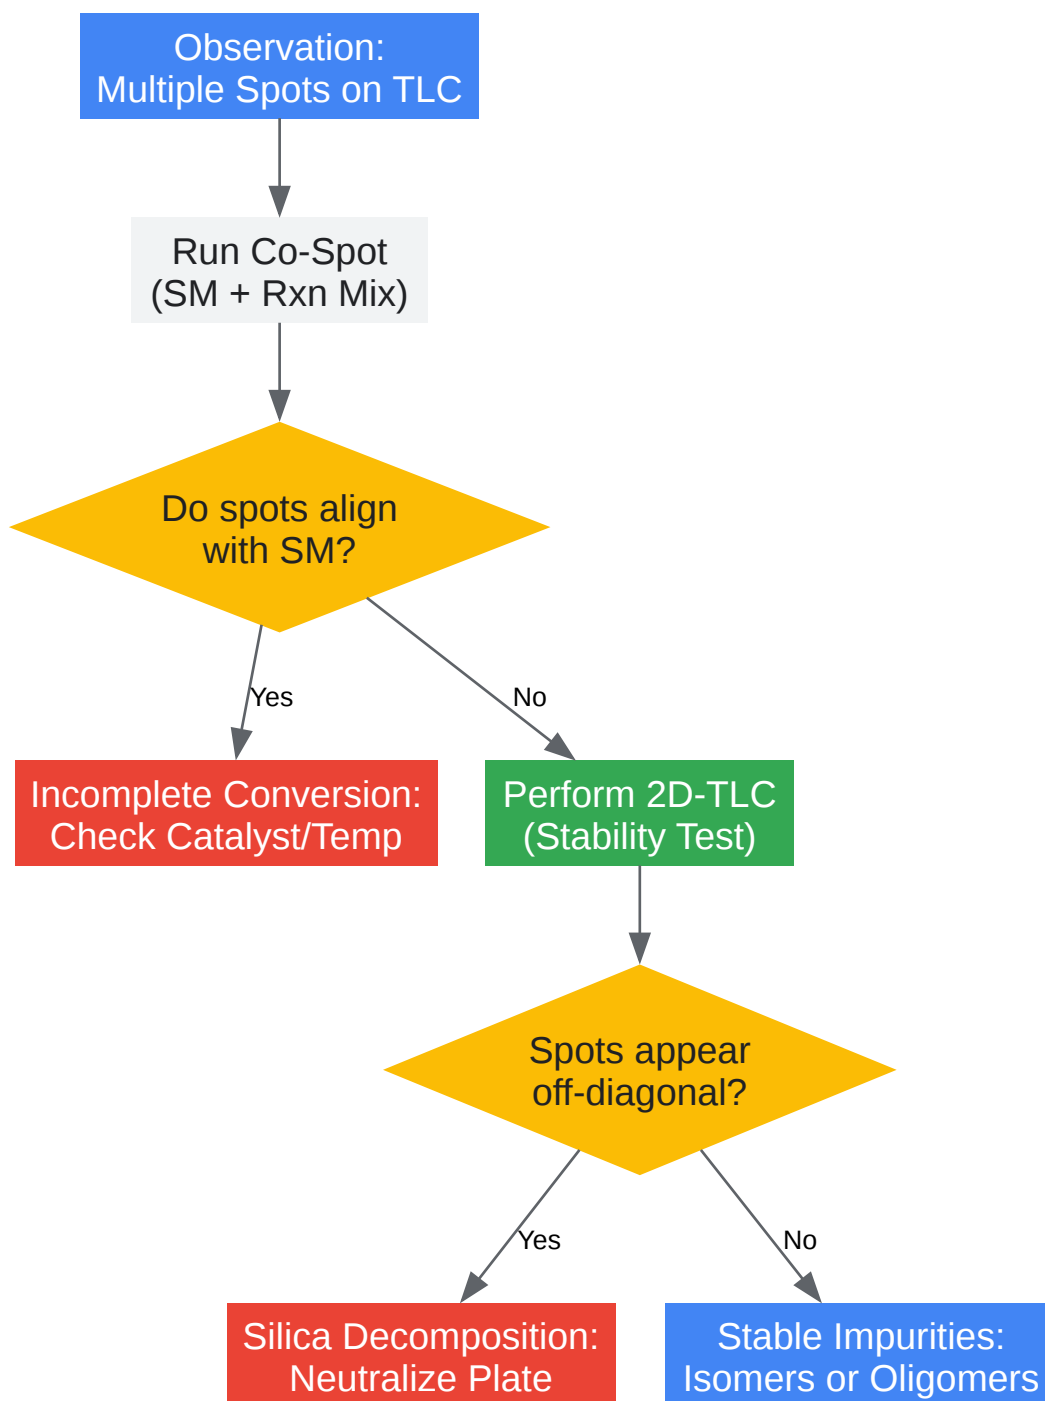 Observation:
Multiple Spots on TLC
Run Co-Spot
(SM + Rxn Mix)
Do spots align
with SM?
Yes
No
Incomplete Conversion:
Check Catalyst/Temp
Perform 2D-TLC
(Stability Test)
Spots appear
off-diagonal?
Yes
No
Silica Decomposition:
Neutralize Plate
Stable Impurities:
Isomers or Oligomers